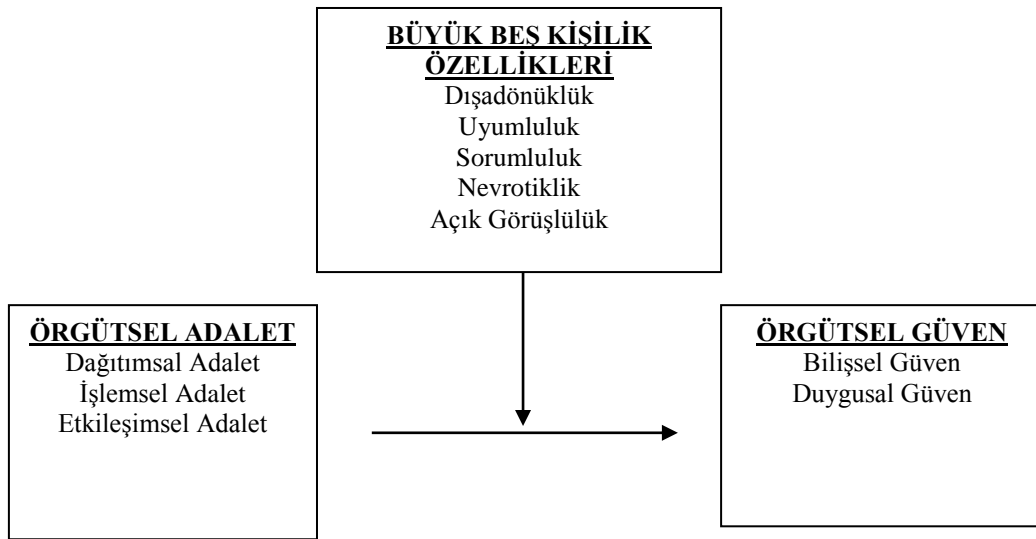 BÜYÜK BEŞ KİŞİLİK
ÖZELLİKLERİ
Dışadönüklük
Uyumluluk
Sorumluluk
Nevrotiklik
Açık Görüşlülük
ÖRGÜTSEL ADALET
Dağıtımsal Adalet
İşlemsel Adalet
Etkileşimsel Adalet
ÖRGÜTSEL GÜVEN
Bilişsel Güven
Duygusal Güven